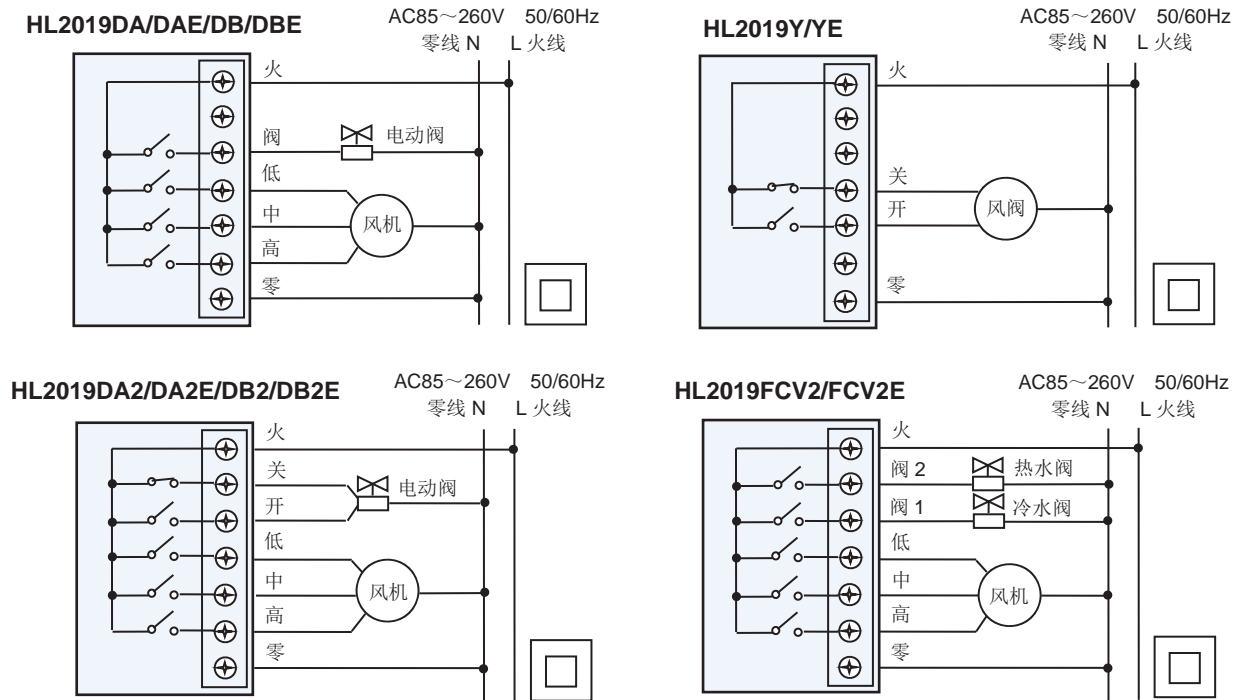 HL2019DA/DAE/DB/DBE
AC85～260V 50/60Hz
零线 N L 火线
火
阀
电动阀
低
中
风机
高
零
HL2019Y/YE
AC85～260V 50/60Hz
零线 N L 火线
火
关
开
风阀
零
HL2019DA2/DA2E/DB2/DB2E
AC85～260V 50/60Hz
零线 N L 火线
火
关
电动阀
开
低
中
风机
高
零
HL2019FCV2/FCV2E
AC85～260V 50/60Hz
零线 N L 火线
火
阀 2 热水阀
阀 1 冷水阀
低
中
风机
高
零